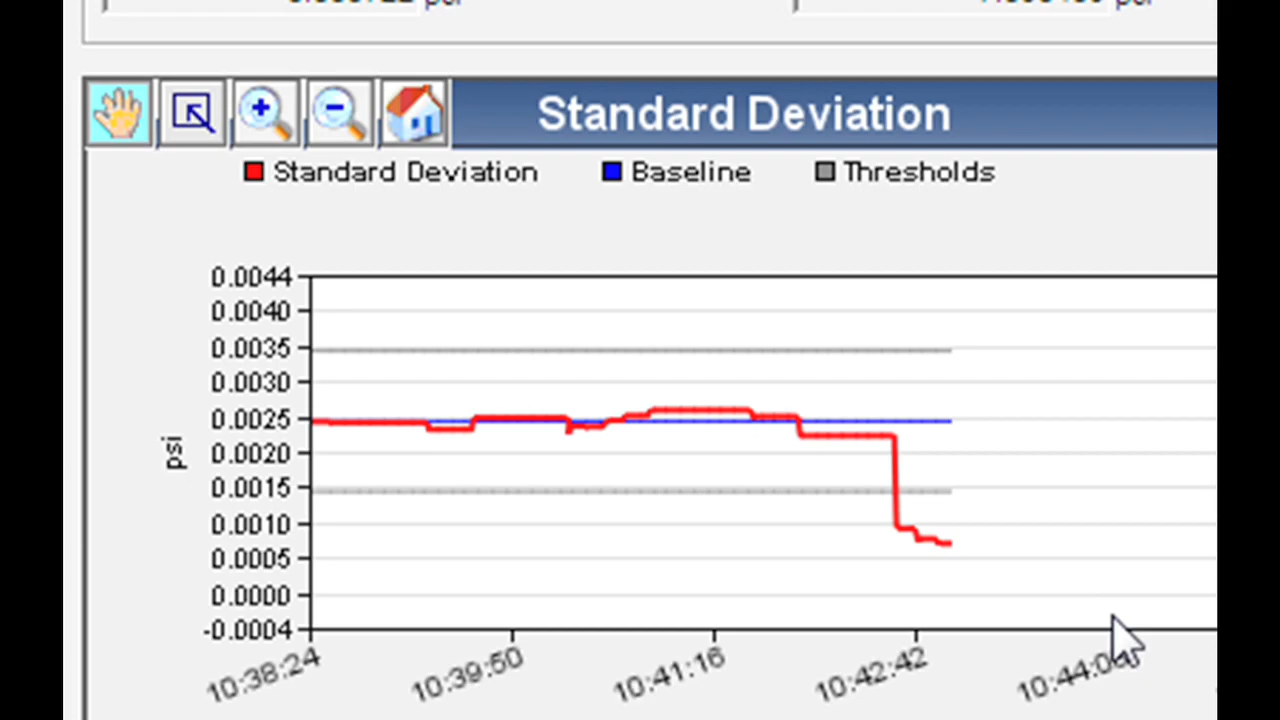 psi psi
Standard Deviation
Standard Deviation Baseline Thresholds
0.0044
0.0040
0.0035
0.0030
0.0025
0.0020
0.0015
0.0010
0.0005
0.0000
-0.0004
psi
10:38:24 10:39:50 10:41:16 10:42:42